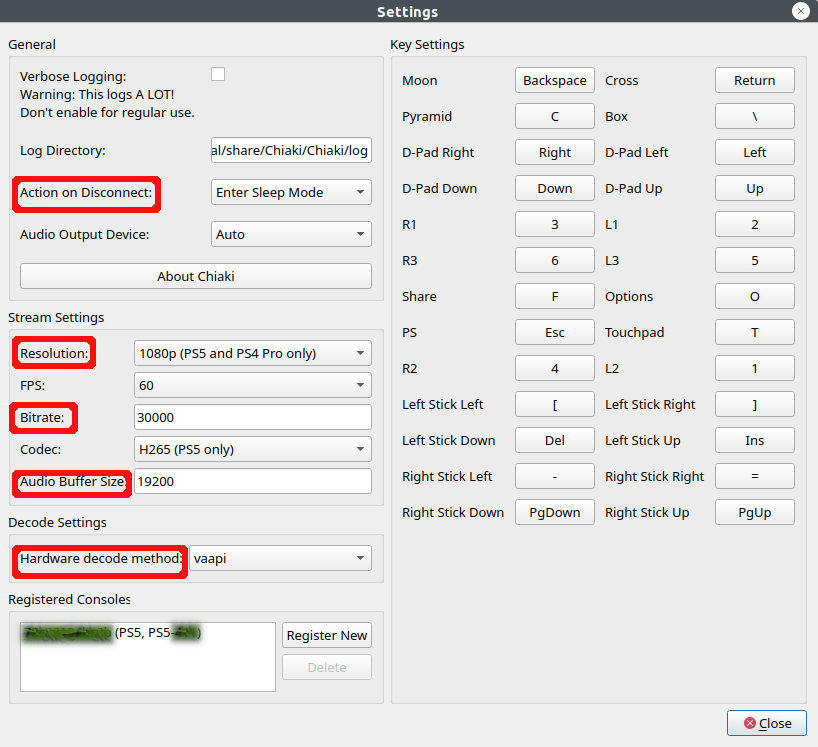 Settings
General
Verbose Logging:
Warning: This logs A LOT!
Don't enable for regular use.
Log Directory: al/share/Chiaki/Chiaki/log
Action on Disconnect: Enter Sleep Mode
Audio Output Device: Auto
About Chiaki
Stream Settings
Resolution: 1080p (PS5 and PS4 Pro only)
FPS: 60
Bitrate: 30000
Codec: H265 (PS5 only)
Audio Buffer Size: 19200
Decode Settings
Hardware decode method: vaapi
Registered Consoles
(PS5, PS5-
Register New
Delete
Key Settings
Moon Backspace Cross Return
Pyramid C Box \
D-Pad Right Right D-Pad Left Left
D-Pad Down Down D-Pad Up Up
R1 3 L1 2
R3 6 L3 5
Share F Options O
PS Esc Touchpad T
R2 4 L2 1
Left Stick Left [ Left Stick Right ]
Left Stick Down Del Left Stick Up Ins
Right Stick Left - Right Stick Right =
Right Stick Down PgDown Right Stick Up PgUp
Close